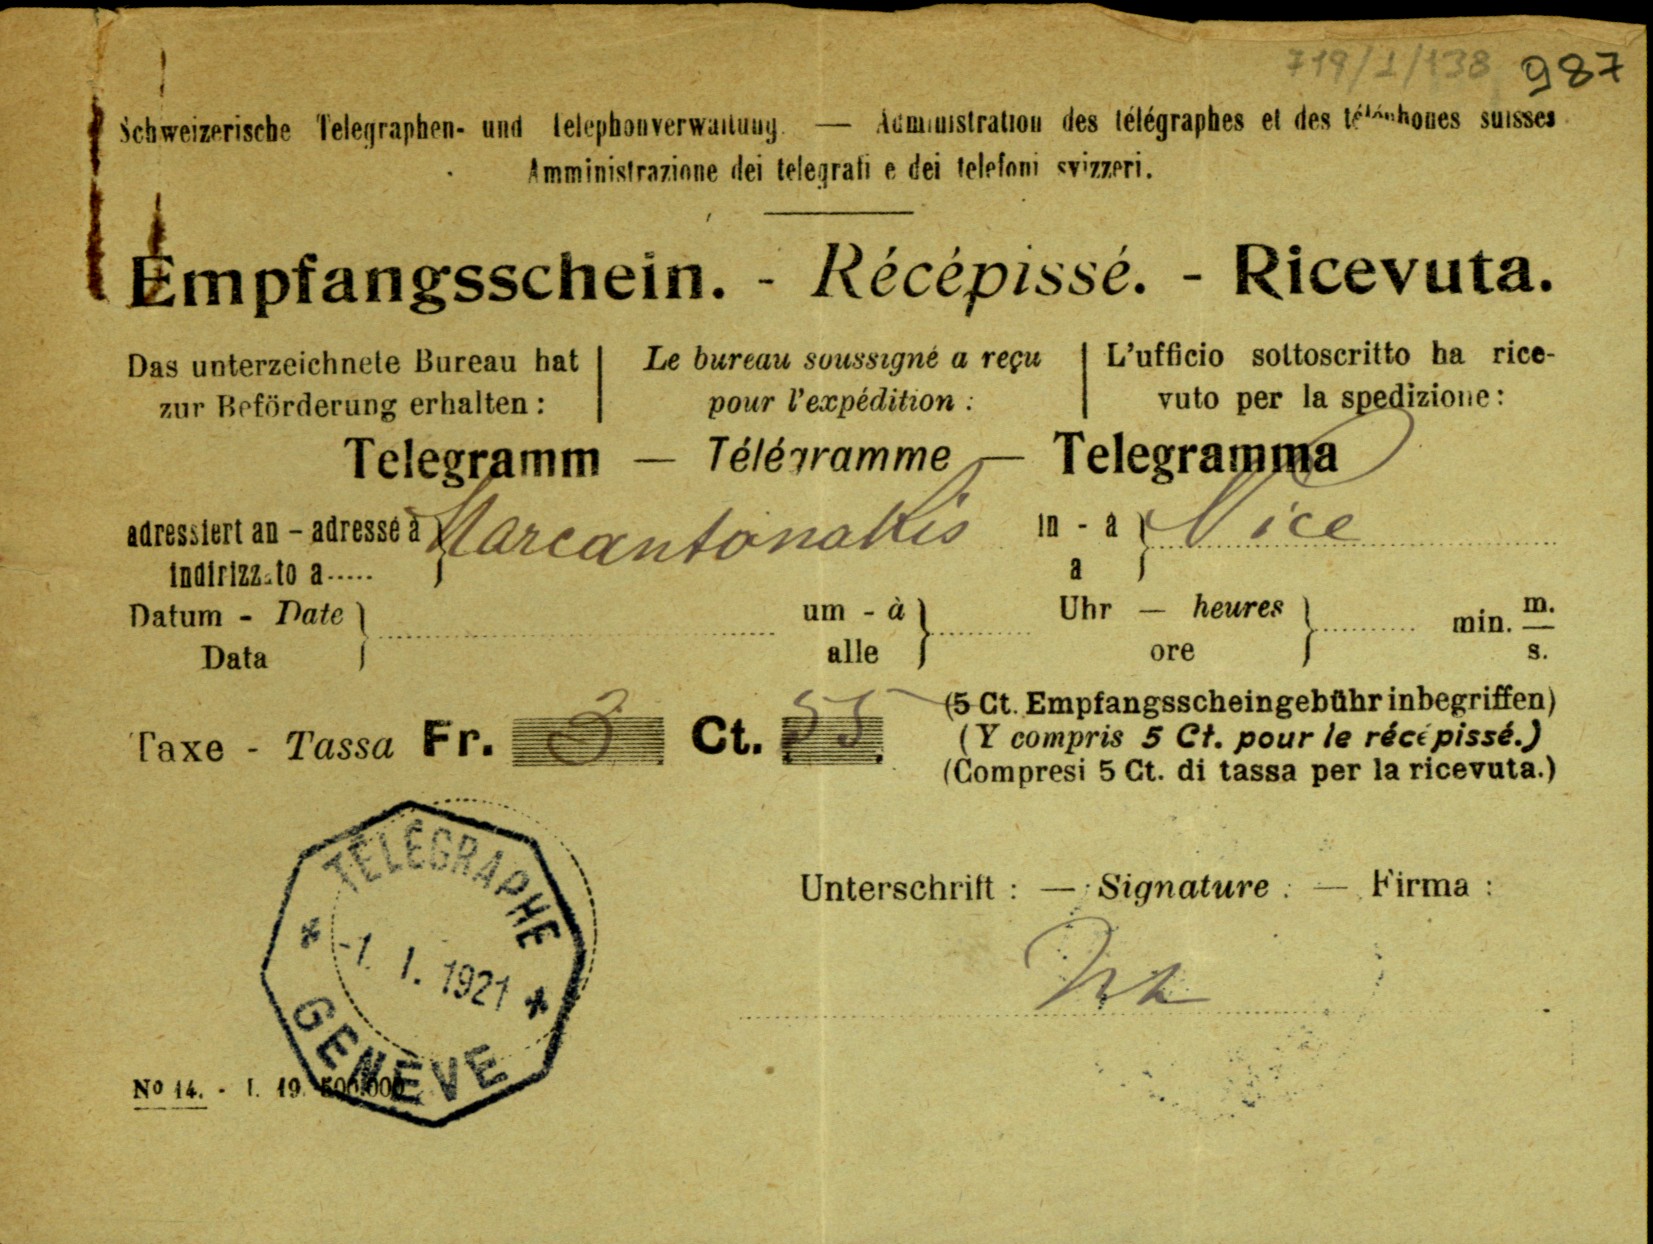 719/1/138 987
Schweizerische Telegraphen- und Telephonverwaltung. — Administration des télégraphes et des téléphones suisses
Amministrazione dei telegrafi e dei telefoni svizzeri.
Empfangsschein. - Récépissé. - Ricevuta.
Das unterzeichnete Bureau hat | Le bureau soussigné a reçu | L'ufficio sottoscritto ha rice-
zur Beförderung erhalten : | pour l'expédition : | vuto per la spedizione :
Telegramm — Télégramme — Telegramma
adressiert an - adressé à } Marcantonakis in - à } Nice
indirizzato a ..... a
Datum - Date } um - à } Uhr — heures } min. m.
Data alle ore s.
(5 Ct. Empfangsscheingebühr inbegriffen)
Taxe - Tassa Fr. 3 Ct. 55 (Y compris 5 Ct. pour le récépissé.)
(Compresi 5 Ct. di tassa per la ricevuta.)
TELEGRAPHE
-1. I. 1921
GENEVE
Unterschrift : — Signature : — Firma :
No 14. - I. 19. 500.000